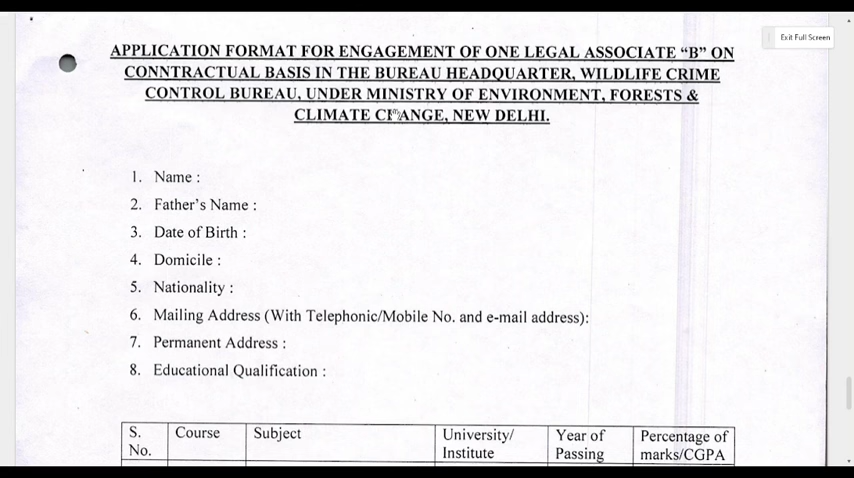 Exit Full Screen
APPLICATION FORMAT FOR ENGAGEMENT OF ONE LEGAL ASSOCIATE “B” ON
CONNTRACTUAL BASIS IN THE BUREAU HEADQUARTER, WILDLIFE CRIME
CONTROL BUREAU, UNDER MINISTRY OF ENVIRONMENT, FORESTS &
CLIMATE CHANGE, NEW DELHI.
1. Name :
2. Father’s Name :
3. Date of Birth :
4. Domicile :
5. Nationality :
6. Mailing Address (With Telephonic/Mobile No. and e-mail address):
7. Permanent Address :
8. Educational Qualification :
S. Course Subject University/ Year of Percentage of
No. Institute Passing marks/CGPA